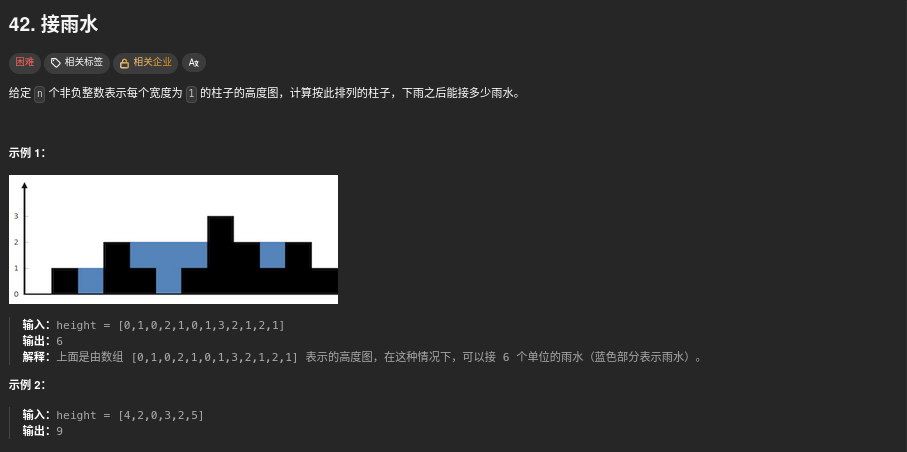 42. 接雨水
困难 相关标签 相关企业 A文
给定 n 个非负整数表示每个宽度为 1 的柱子的高度图，计算按此排列的柱子，下雨之后能接多少雨水。
示例 1：
3
2
1
0
输入：height = [0,1,0,2,1,0,1,3,2,1,2,1]
输出：6
解释：上面是由数组 [0,1,0,2,1,0,1,3,2,1,2,1] 表示的高度图，在这种情况下，可以接 6 个单位的雨水（蓝色部分表示雨水）。
示例 2：
输入：height = [4,2,0,3,2,5]
输出：9